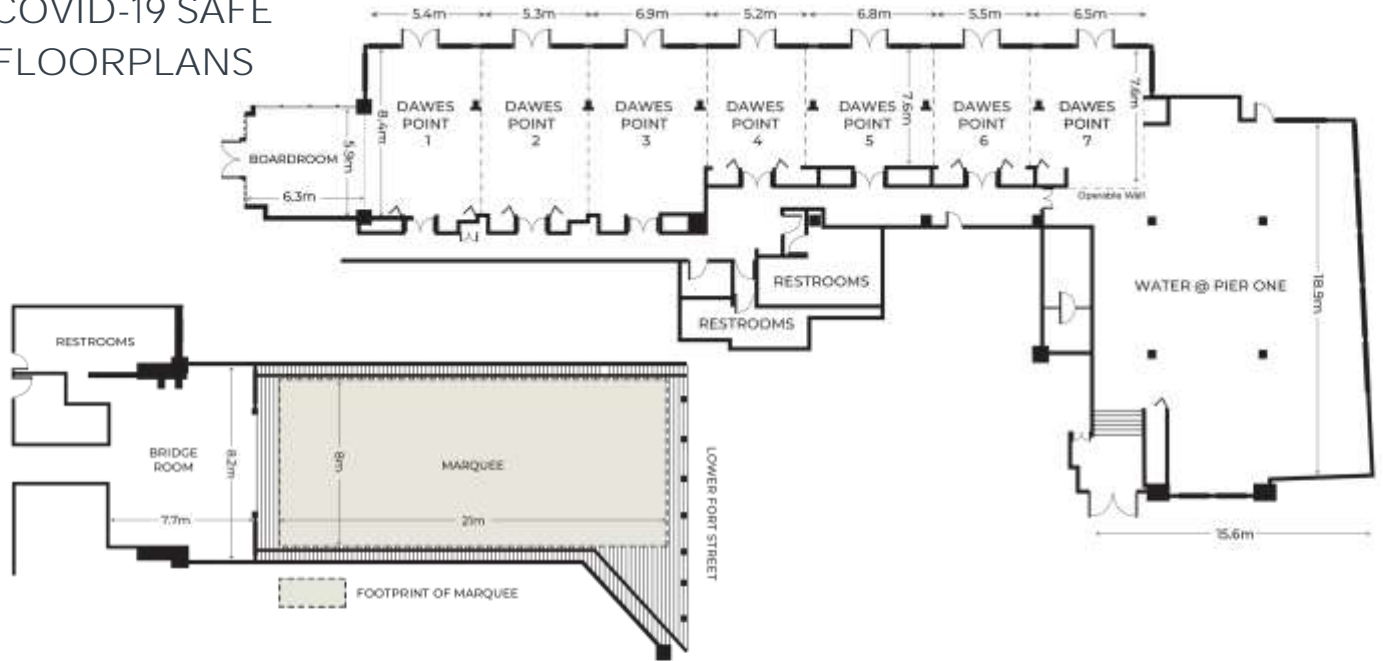 COVID-19 SAFE
FLOORPLANS
5.4m
5.3m
6.9m
5.2m
6.8m
5.5m
6.5m
DAWES
POINT
1
DAWES
POINT
2
DAWES
POINT
3
DAWES
POINT
4
DAWES
POINT
5
DAWES
POINT
6
DAWES
POINT
7
8.4m
7.6m
7.6m
BOARDROOM
5.9m
6.3m
Operable Wall
RESTROOMS
RESTROOMS
WATER @ PIER ONE
18.9m
15.6m
RESTROOMS
BRIDGE
ROOM
8.2m
7.7m
8m
MARQUEE
21m
LOWER FORT STREET
FOOTPRINT OF MARQUEE